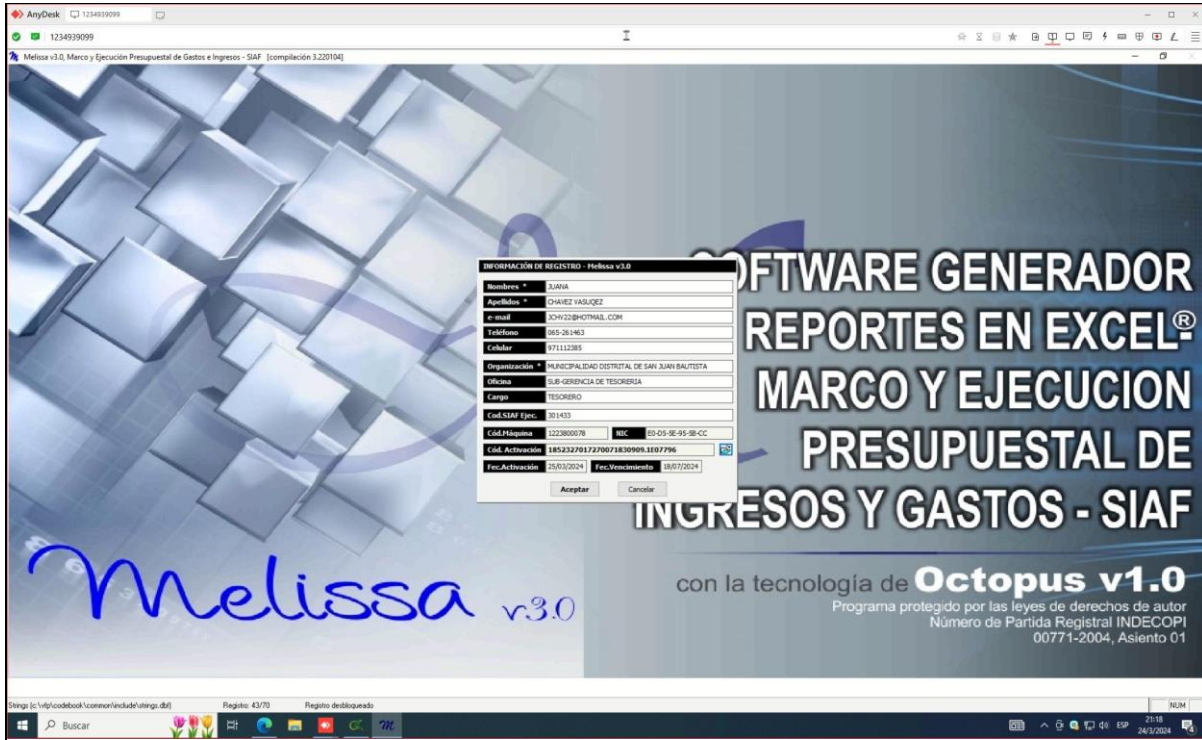 AnyDesk 1234939099
1234939099
Melissa v3.0, Marco y Ejecución Presupuestal de Gastos e Ingresos - SIAF [compilación 3.220104]
INFORMACIÓN DE REGISTRO - Melissa v3.0
Nombres * JUANA
Apellidos * CHAVEZ VASUQEZ
e-mail JCHV22@HOTMAIL.COM
Teléfono 065-261463
Celular 971112385
Organización * MUNICIPALIDAD DISTRITAL DE SAN JUAN BAUTISTA
Oficina SUB-GERENCIA DE TESORERIA
Cargo TESORERO
Cod.SIAF Ejec. 301433
Cód.Máquina 1223800078 NIC E0-D5-5E-95-5B-CC
Cód. Activación 1852327017270071830909.1E07796
Fec.Activación 25/03/2024 Fec.Vencimiento 18/07/2024
Aceptar Cancelar
SOFTWARE GENERADOR
REPORTES EN EXCEL®
MARCO Y EJECUCION
PRESUPUESTAL DE
INGRESOS Y GASTOS - SIAF
Melissa v3.0
con la tecnología de Octopus v1.0
Programa protegido por las leyes de derechos de autor
Número de Partida Registral INDECOPI
00771-2004, Asiento 01
Strings (c:\vfp\codebook\common\include\strings.dbf) Registro: 43/70 Registro desbloqueado NUM
Buscar ESP 21:18
24/3/2024